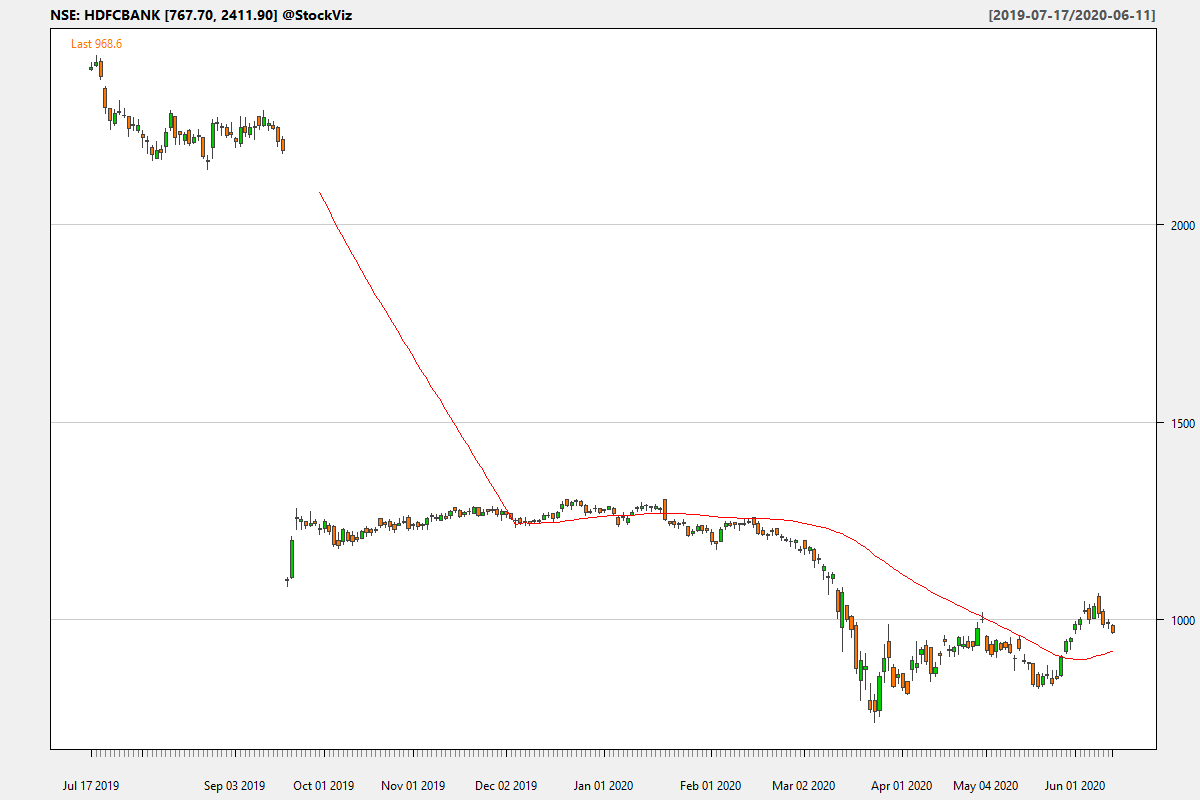 NSE: HDFCBANK [767.70, 2411.90] @StockViz
[2019-07-17/2020-06-11]
Last 968.6
2000
1500
1000
Jul 17 2019 Sep 03 2019 Oct 01 2019 Nov 01 2019 Dec 02 2019 Jan 01 2020 Feb 01 2020 Mar 02 2020 Apr 01 2020 May 04 2020 Jun 01 2020